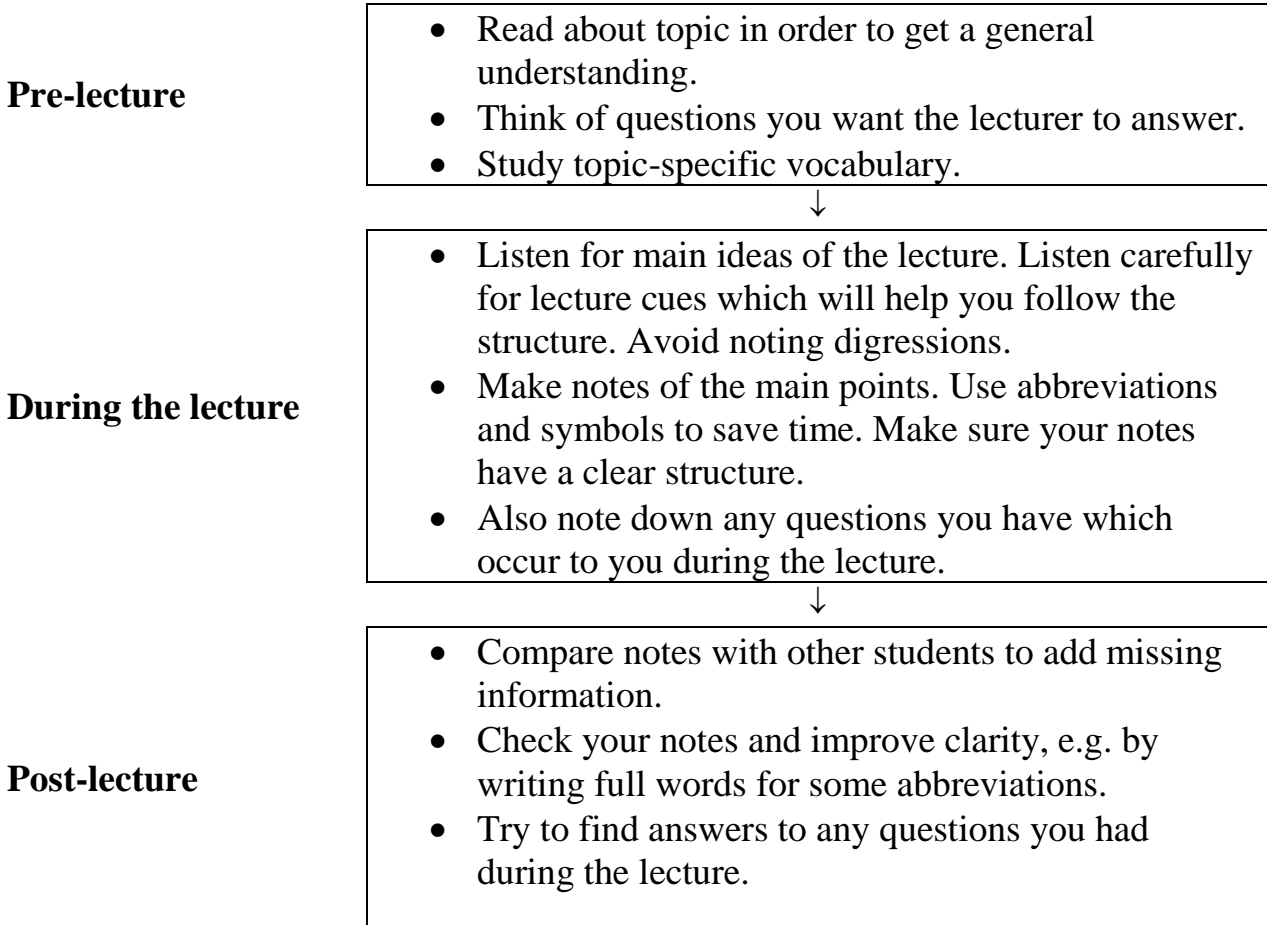 Pre-lecture
• Read about topic in order to get a general
understanding.
• Think of questions you want the lecturer to answer.
• Study topic-specific vocabulary.
↓
During the lecture
• Listen for main ideas of the lecture. Listen carefully
for lecture cues which will help you follow the
structure. Avoid noting digressions.
• Make notes of the main points. Use abbreviations
and symbols to save time. Make sure your notes
have a clear structure.
• Also note down any questions you have which
occur to you during the lecture.
↓
Post-lecture
• Compare notes with other students to add missing
information.
• Check your notes and improve clarity, e.g. by
writing full words for some abbreviations.
• Try to find answers to any questions you had
during the lecture.